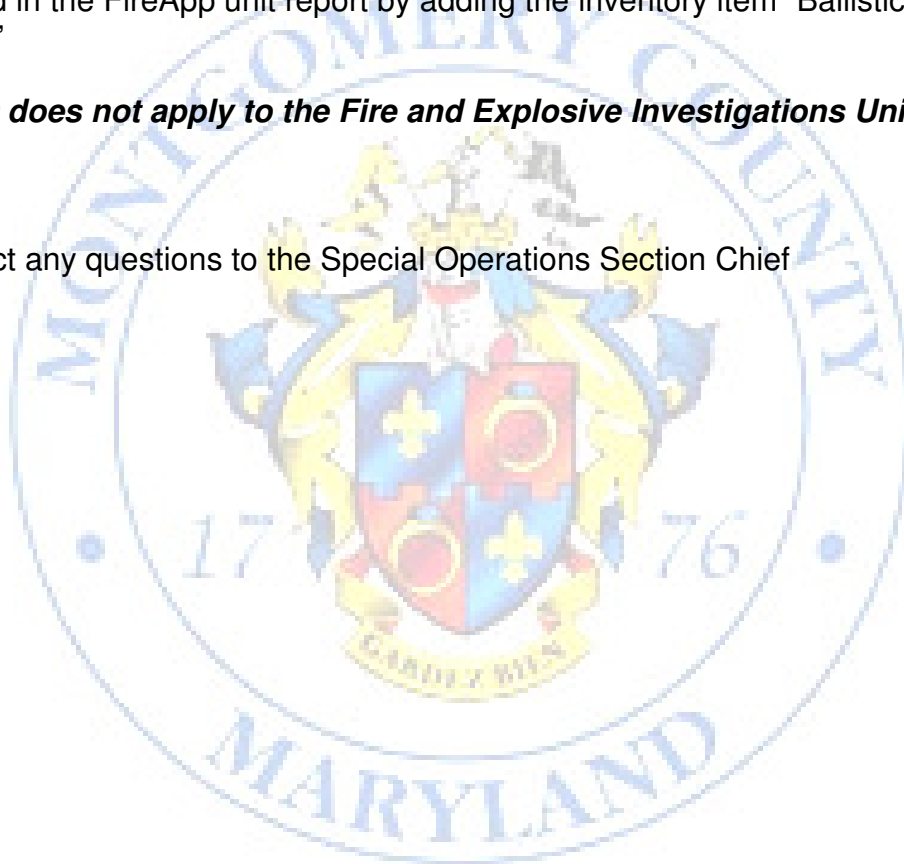 d in the FireApp unit report by adding the inventory item "Ballistic
"
does not apply to the Fire and Explosive Investigations Uni
ct any questions to the Special Operations Section Chief
MONTGOMERY COUNTY
17 76
GARDEZ BIEN
MARYLAND